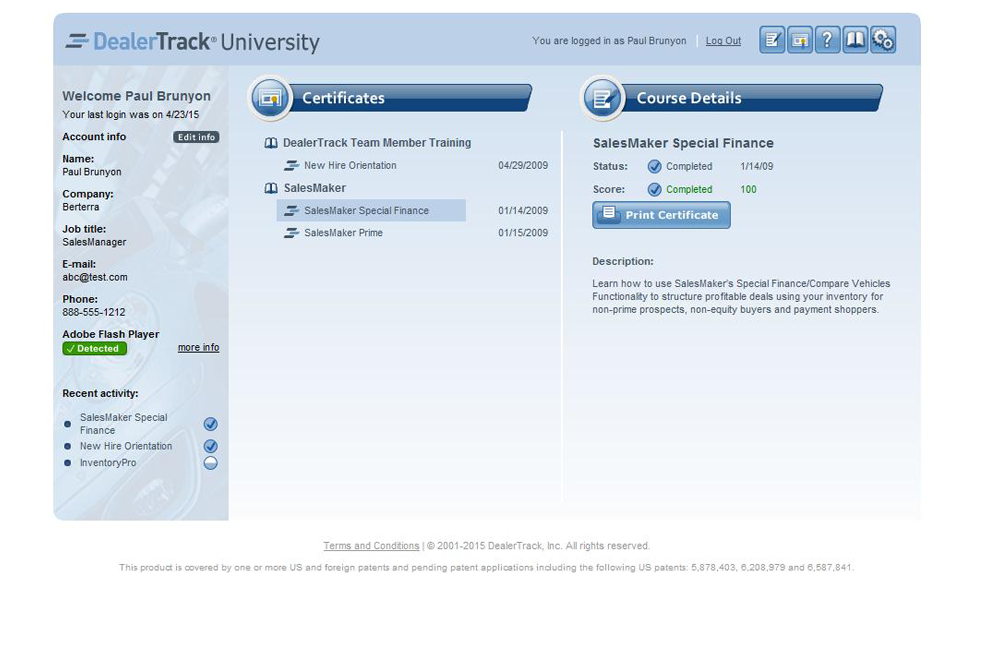 DealerTrack® University
You are logged in as Paul Brunyon | Log Out
Welcome Paul Brunyon
Your last login was on 4/23/15
Account info Edit info
Name:
Paul Brunyon
Company:
Berterra
Job title:
SalesManager
E-mail:
abc@test.com
Phone:
888-555-1212
Adobe Flash Player
✓ Detected more info
Recent activity:
SalesMaker Special
Finance
New Hire Orientation
InventoryPro
Certificates
DealerTrack Team Member Training
New Hire Orientation 04/29/2009
SalesMaker
SalesMaker Special Finance 01/14/2009
SalesMaker Prime 01/15/2009
Course Details
SalesMaker Special Finance
Status: Completed 1/14/09
Score: Completed 100
Print Certificate
Description:
Learn how to use SalesMaker's Special Finance/Compare Vehicles
Functionality to structure profitable deals using your inventory for
non-prime prospects, non-equity buyers and payment shoppers.
Terms and Conditions | © 2001-2015 DealerTrack, Inc. All rights reserved.
This product is covered by one or more US and foreign patents and pending patent applications including the following US patents: 5,878,403, 6,208,979 and 6,587,841.